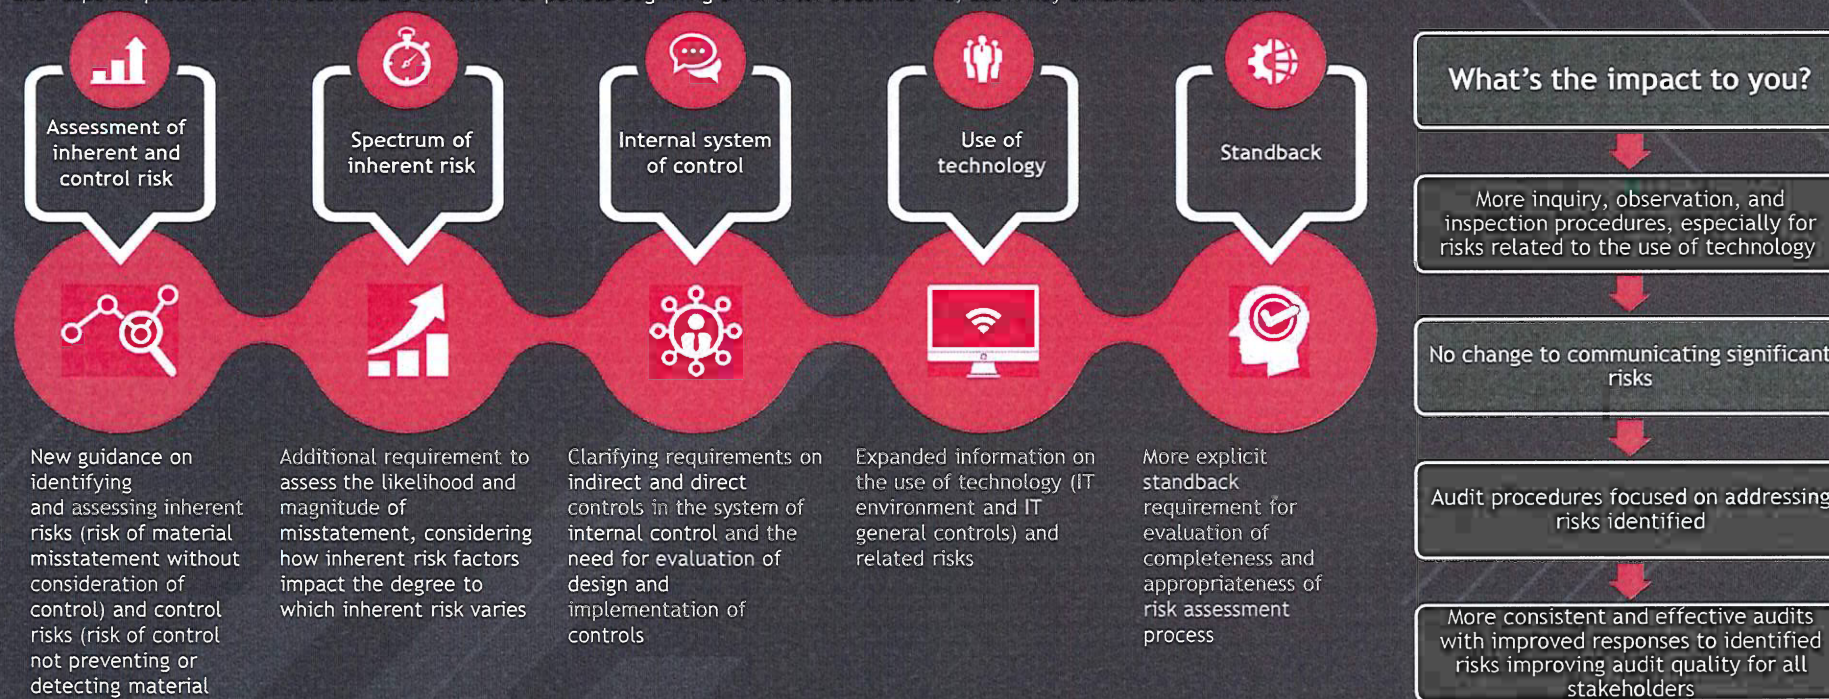 Assessment of
inherent and
control risk
Spectrum of
inherent risk
Internal system
of control
Use of
technology
Standback
New guidance on
identifying
and assessing inherent
risks (risk of material
misstatement without
consideration of
control) and control
risks (risk of control
not preventing or
detecting material
Additional requirement to
assess the likelihood and
magnitude of
misstatement, considering
how inherent risk factors
impact the degree to
which inherent risk varies
Clarifying requirements on
indirect and direct
controls in the system of
internal control and the
need for evaluation of
design and
implementation of
controls
Expanded information on
the use of technology (IT
environment and IT
general controls) and
related risks
More explicit
standback
requirement for
evaluation of
completeness and
appropriateness of
risk assessment
process
What's the impact to you?
More inquiry, observation, and
inspection procedures, especially for
risks related to the use of technology
No change to communicating significant
risks
Audit procedures focused on addressing
risks identified
More consistent and effective audits
with improved responses to identified
risks improving audit quality for all
stakeholders